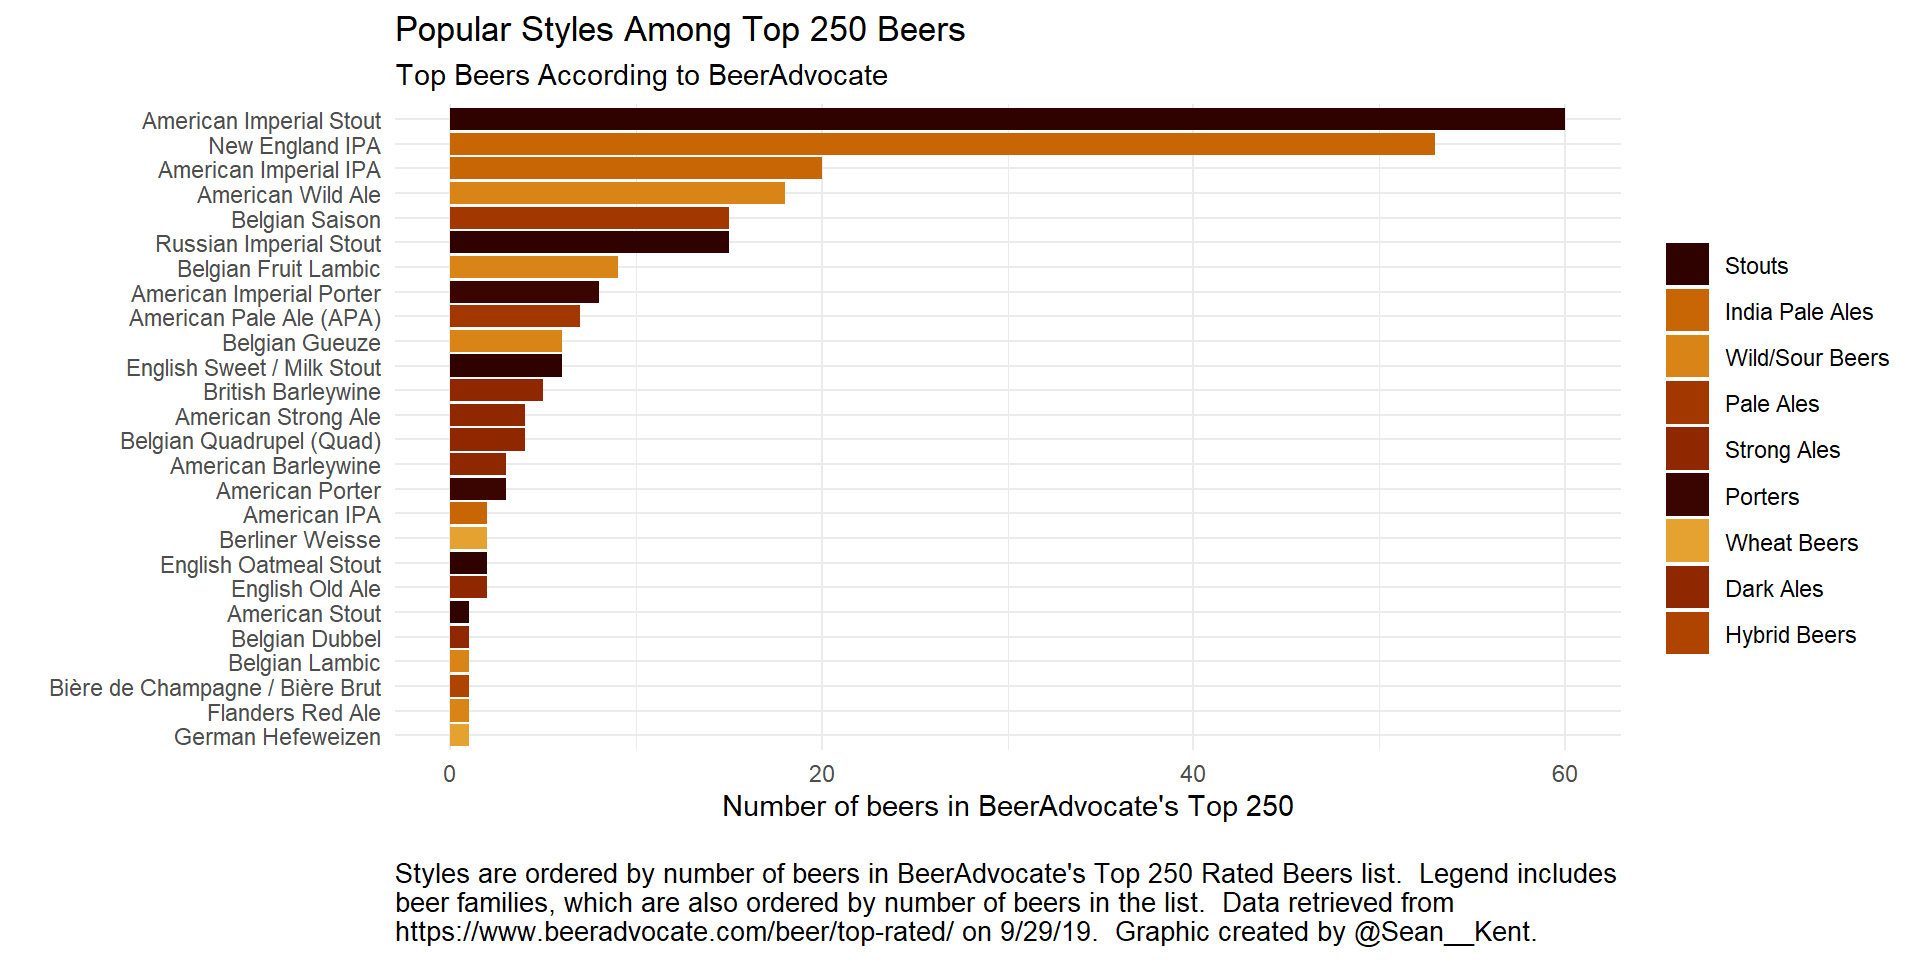 Popular Styles Among Top 250 Beers
Top Beers According to BeerAdvocate
American Imperial Stout
New England IPA
American Imperial IPA
American Wild Ale
Belgian Saison
Russian Imperial Stout
Belgian Fruit Lambic
American Imperial Porter
American Pale Ale (APA)
Belgian Gueuze
English Sweet / Milk Stout
British Barleywine
American Strong Ale
Belgian Quadrupel (Quad)
American Barleywine
American Porter
American IPA
Berliner Weisse
English Oatmeal Stout
English Old Ale
American Stout
Belgian Dubbel
Belgian Lambic
Bière de Champagne / Bière Brut
Flanders Red Ale
German Hefeweizen
0 20 40 60
Number of beers in BeerAdvocate's Top 250
Stouts
India Pale Ales
Wild/Sour Beers
Pale Ales
Strong Ales
Porters
Wheat Beers
Dark Ales
Hybrid Beers
Styles are ordered by number of beers in BeerAdvocate's Top 250 Rated Beers list.  Legend includes
beer families, which are also ordered by number of beers in the list.  Data retrieved from
https://www.beeradvocate.com/beer/top-rated/ on 9/29/19.  Graphic created by @Sean__Kent.